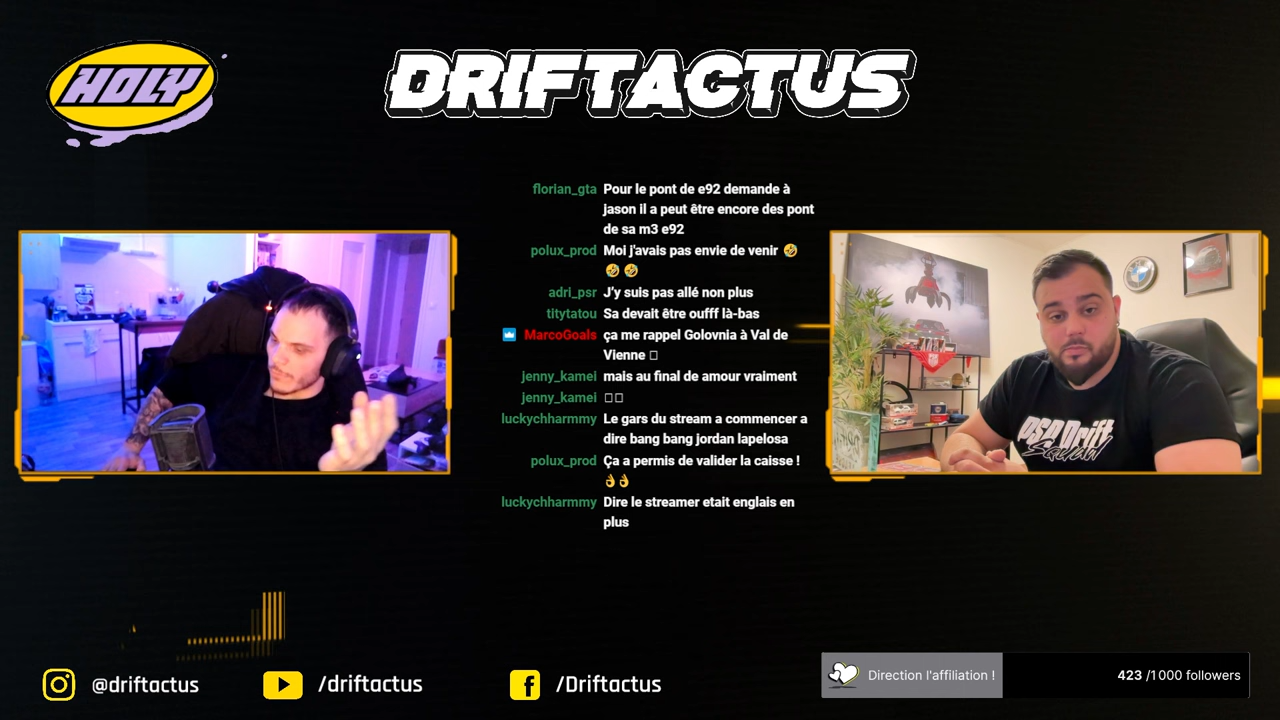 HOLY
DRIFTACTUS
florian_gta Pour le pont de e92 demande à
jason il a peut être encore des pont
de sa m3 e92
polux_prod Moi j'avais pas envie de venir 🤣
🤣 🤣
adri_psr J'y suis pas allé non plus
titytatou Sa devait être oufff là-bas
MarcoGoals ça me rappel Golovnia à Val de
Vienne □
jenny_kamei mais au final de amour vraiment
jenny_kamei □□
luckychharmmy Le gars du stream a commencer a
dire bang bang jordan lapelosa
polux_prod Ça a permis de valider la caisse !
👌👌
luckychharmmy Dire le streamer etait englais en
plus
PSP Drift
Squad
@driftactus
/driftactus
/Driftactus
Direction l'affiliation !
423 /1000 followers